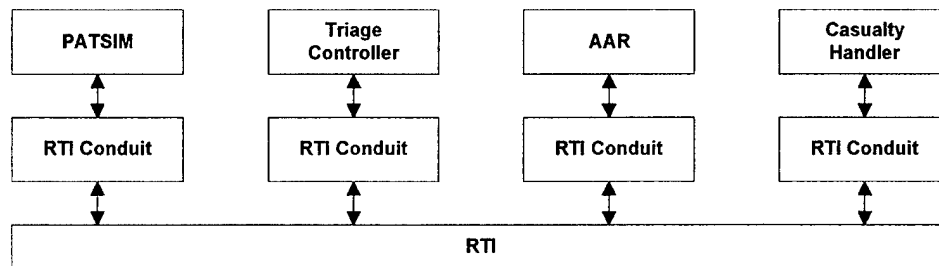 PATSIM
Triage
Controller
AAR
Casualty
Handler
RTI Conduit
RTI Conduit
RTI Conduit
RTI Conduit
RTI